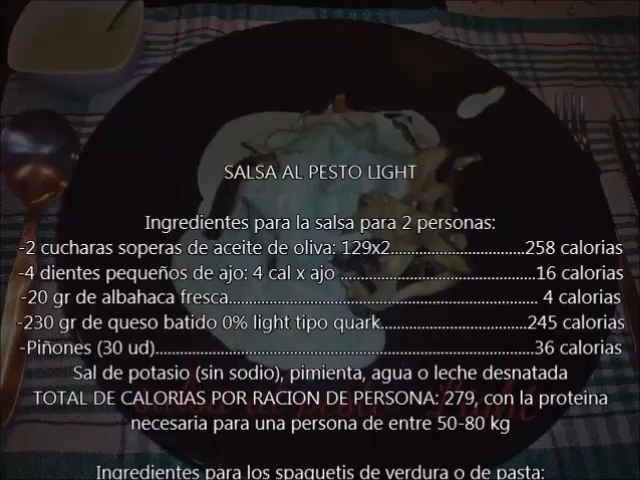 SALSA AL PESTO LIGHT
Ingredientes para la salsa para 2 personas:
-2 cucharas soperas de aceite de oliva: 129x2..............................258 calorias
-4 dientes pequeños de ajo: 4 cal x ajo ...........................................16 calorias
-20 gr de albahaca fresca.................................................................... 4 calorias
-230 gr de queso batido 0% light tipo quark................................245 calorias
-Piñones (30 ud)...................................................................................36 calorias
Sal de potasio (sin sodio), pimienta, agua o leche desnatada
TOTAL DE CALORIAS POR RACION DE PERSONA: 279, con la proteina
necesaria para una persona de entre 50-80 kg
Ingredientes para los spaguetis de verdura o de pasta: